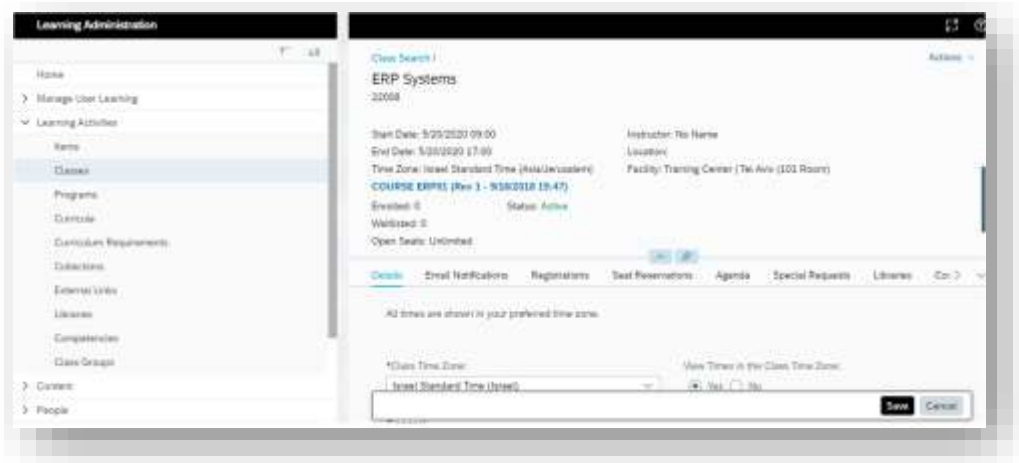 Learning Administration
Home
Manage User Learning
Learning Activities
Items
Classes
Programs
Curricula
Curriculum Requirements
Collections
External Links
Libraries
Competencies
Class Groups
Content
People
Class Search /
Actions
ERP Systems
22008
Start Date: 5/20/2020 09:00
Instructor: No Name
End Date: 5/20/2020 17:00
Location:
Time Zone: Israel Standard Time (Asia/Jerusalem)
Facility: Training Center (Tel Aviv (101 Room)
COURSE ERP01 (Rev 1 - 9/16/2018 19:47)
Enrolled: 0 Status: Active
Waitlisted: 0
Open Seats: Unlimited
Details Email Notifications Registrations Seat Reservations Agenda Special Requests Libraries
All times are shown in your preferred time zone.
*Class Time Zone:
View Times in the Class Time Zone:
Israel Standard Time (Israel)
Yes No
Save Cancel